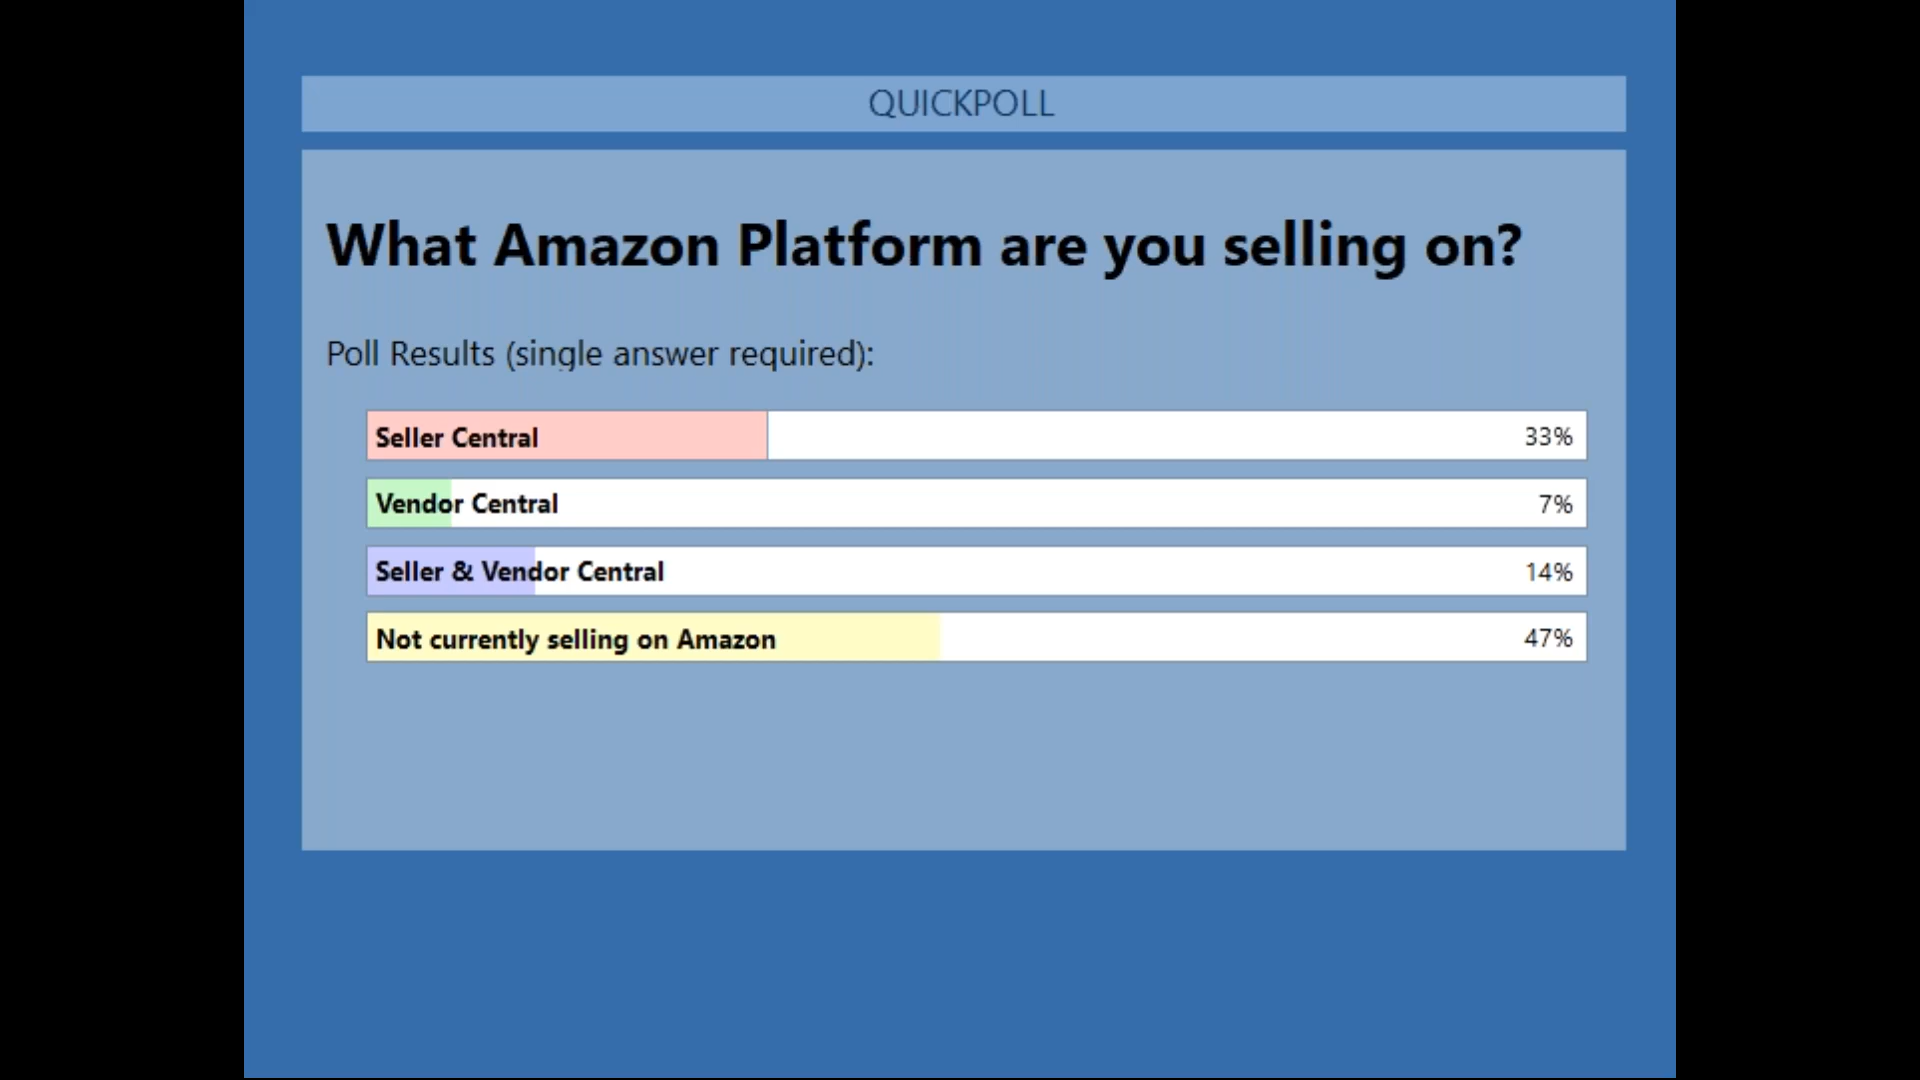 QUICKPOLL
What Amazon Platform are you selling on?
Poll Results (single answer required):
Seller Central 33%
Vendor Central 7%
Seller & Vendor Central 14%
Not currently selling on Amazon 47%